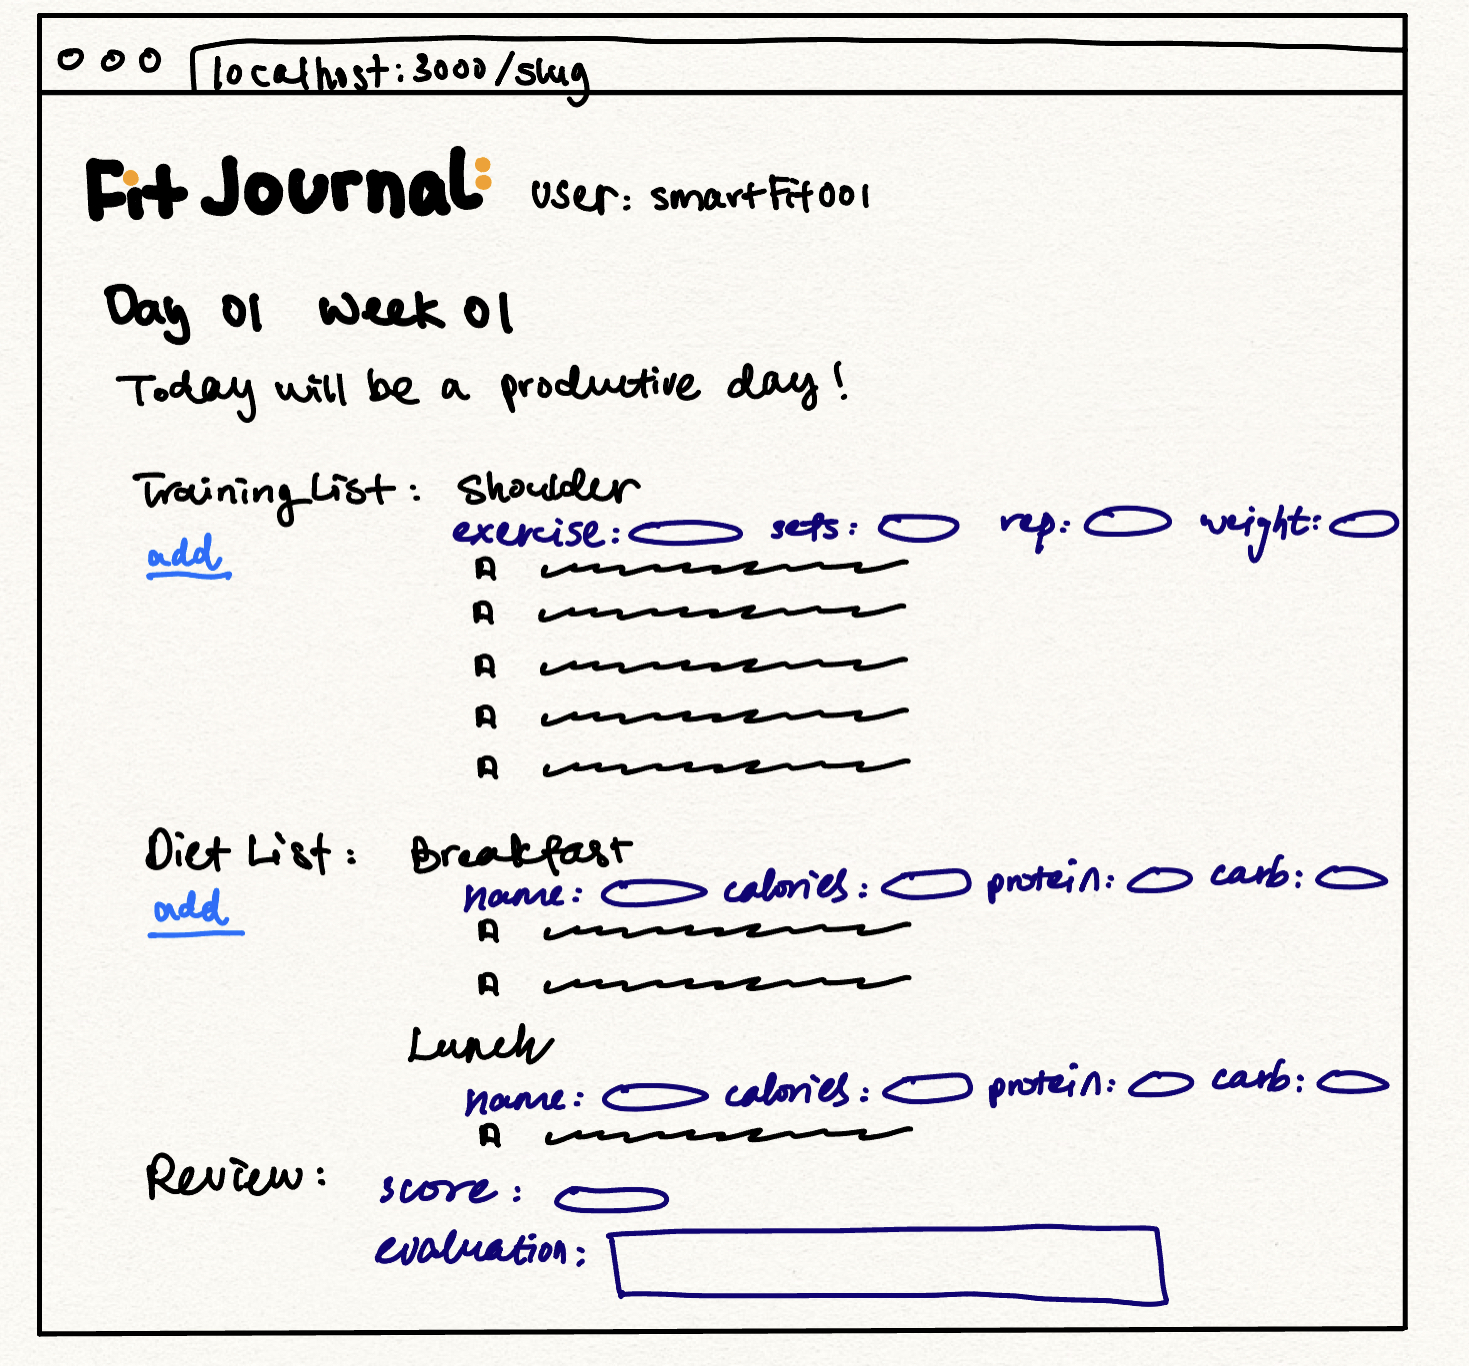 localhost:3000/slug
Fit Journal: user: smartFit001
Day 01 Week 01
Today will be a productive day!
Training List: Shoulder
exercise: sets: rep: weight:
add
Diet List: Breakfast
name: calories: protein: carb:
add
Lunch
name: calories: protein: carb:
Review:
score:
evaluation: